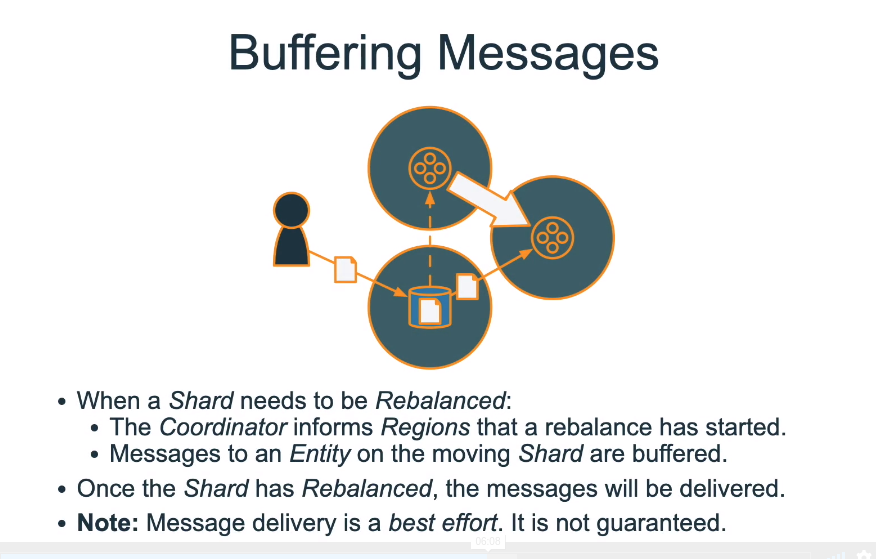 Buffering Messages
• When a Shard needs to be Rebalanced:
• The Coordinator informs Regions that a rebalance has started.
• Messages to an Entity on the moving Shard are buffered.
• Once the Shard has Rebalanced, the messages will be delivered.
• Note: Message delivery is a best effort. It is not guaranteed.
06:08